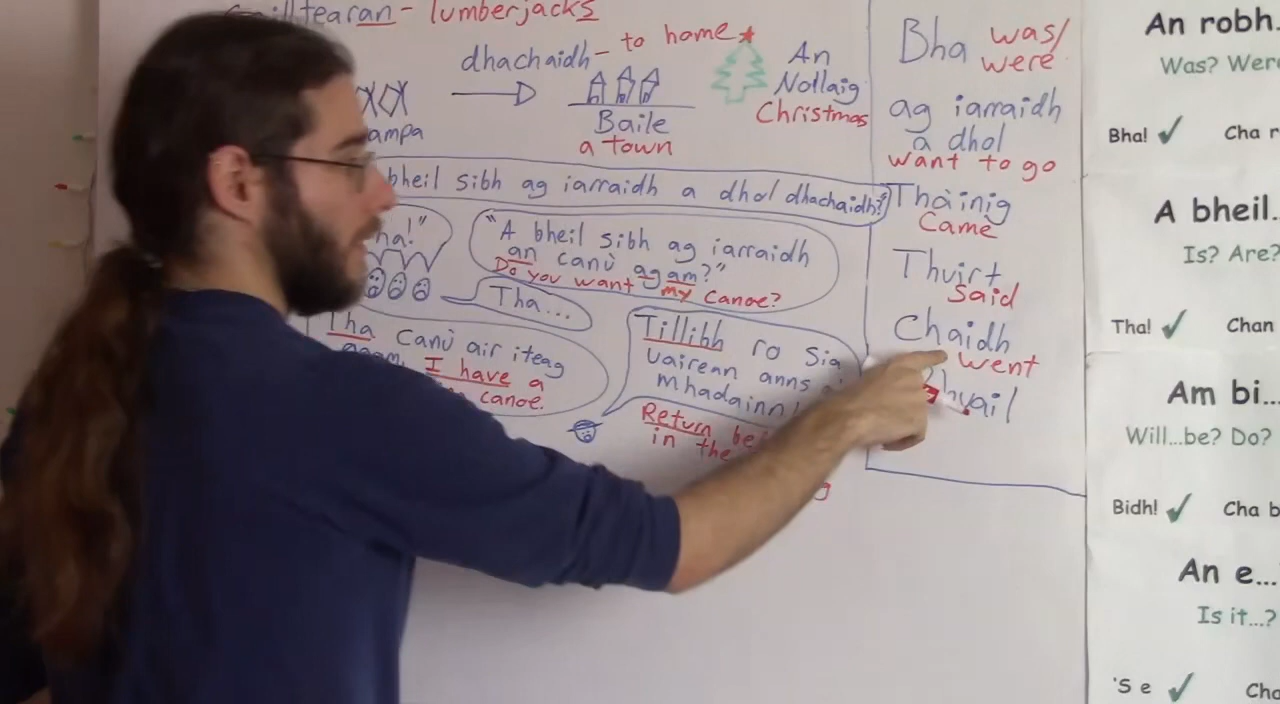 lumberjacks
dhachaidh - to home
An
Nollaig
Christmas
Baile
a town
bheil sibh ag iarraidh a dhol dhachaidh?
"A bheil sibh ag iarraidh
an canù agam?"
Do you want my canoe?
Tha...
Tha canù air iteag
agam. I have a
canoe.
Tillibh ro sia
uairean anns
mhadainn!
Return
in the
Bha was/
were
ag iarraidh
a dhol
want to go
Thàinig
Came
Thuirt
said
Chaidh
went
An robh...
Was? Were
Bha! ✓ Cha
A bheil...
Is? Are?
Tha! ✓ Chan
Am bi...
Will...be? Do?
Bidh! ✓ Cha
An e...
Is it...?
'S e ✓